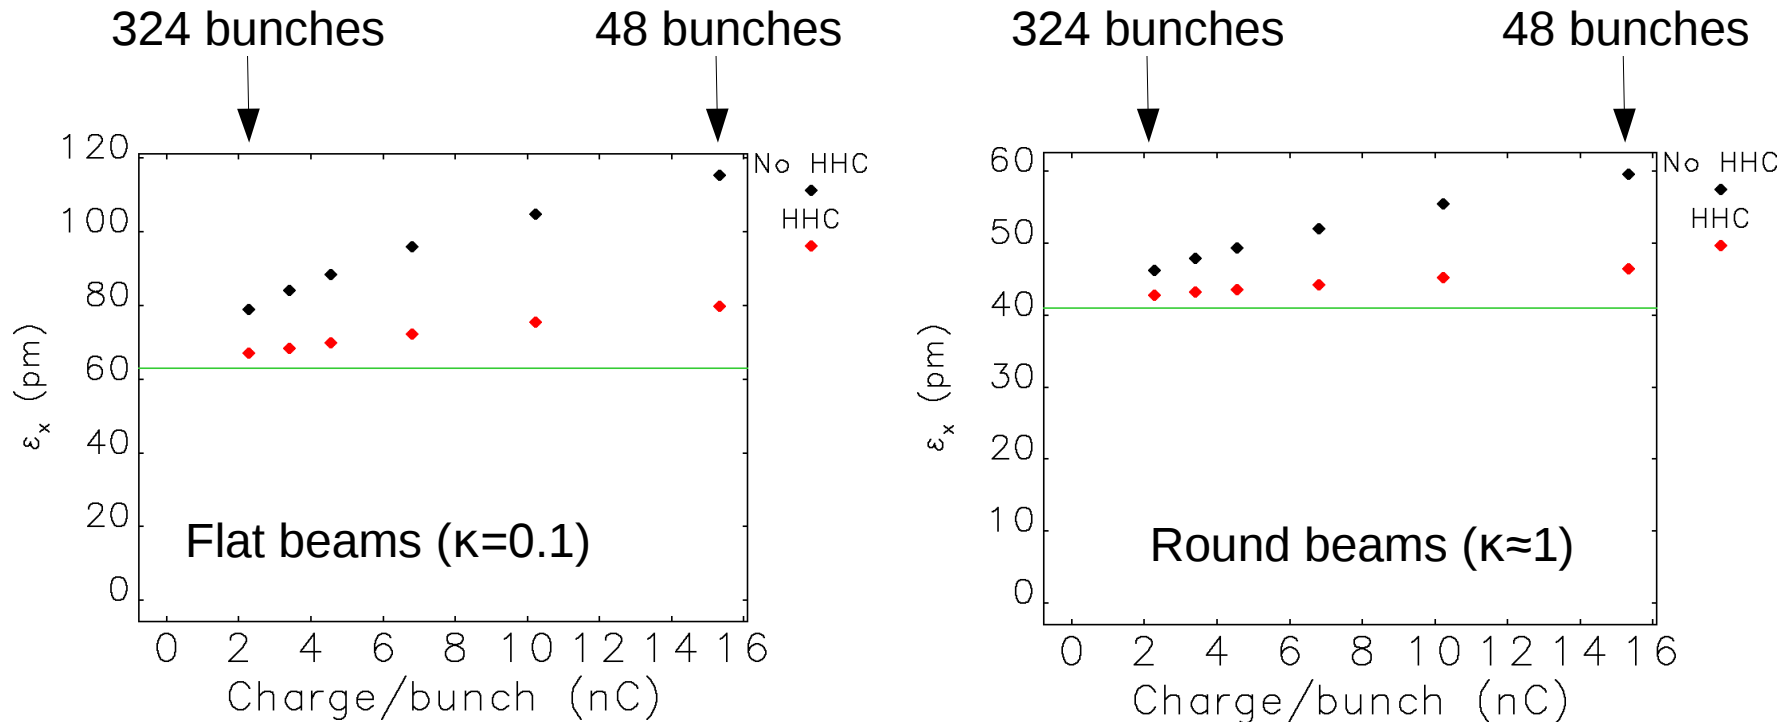 324 bunches
48 bunches
120
100
80
60
40
20
0
εx (pm)
No HHC
HHC
Flat beams (κ=0.1)
0 2 4 6 8 10 12 14 16
Charge/bunch (nC)
324 bunches
48 bunches
60
50
40
30
20
10
0
εx (pm)
No HHC
HHC
Round beams (κ≈1)
0 2 4 6 8 10 12 14 16
Charge/bunch (nC)